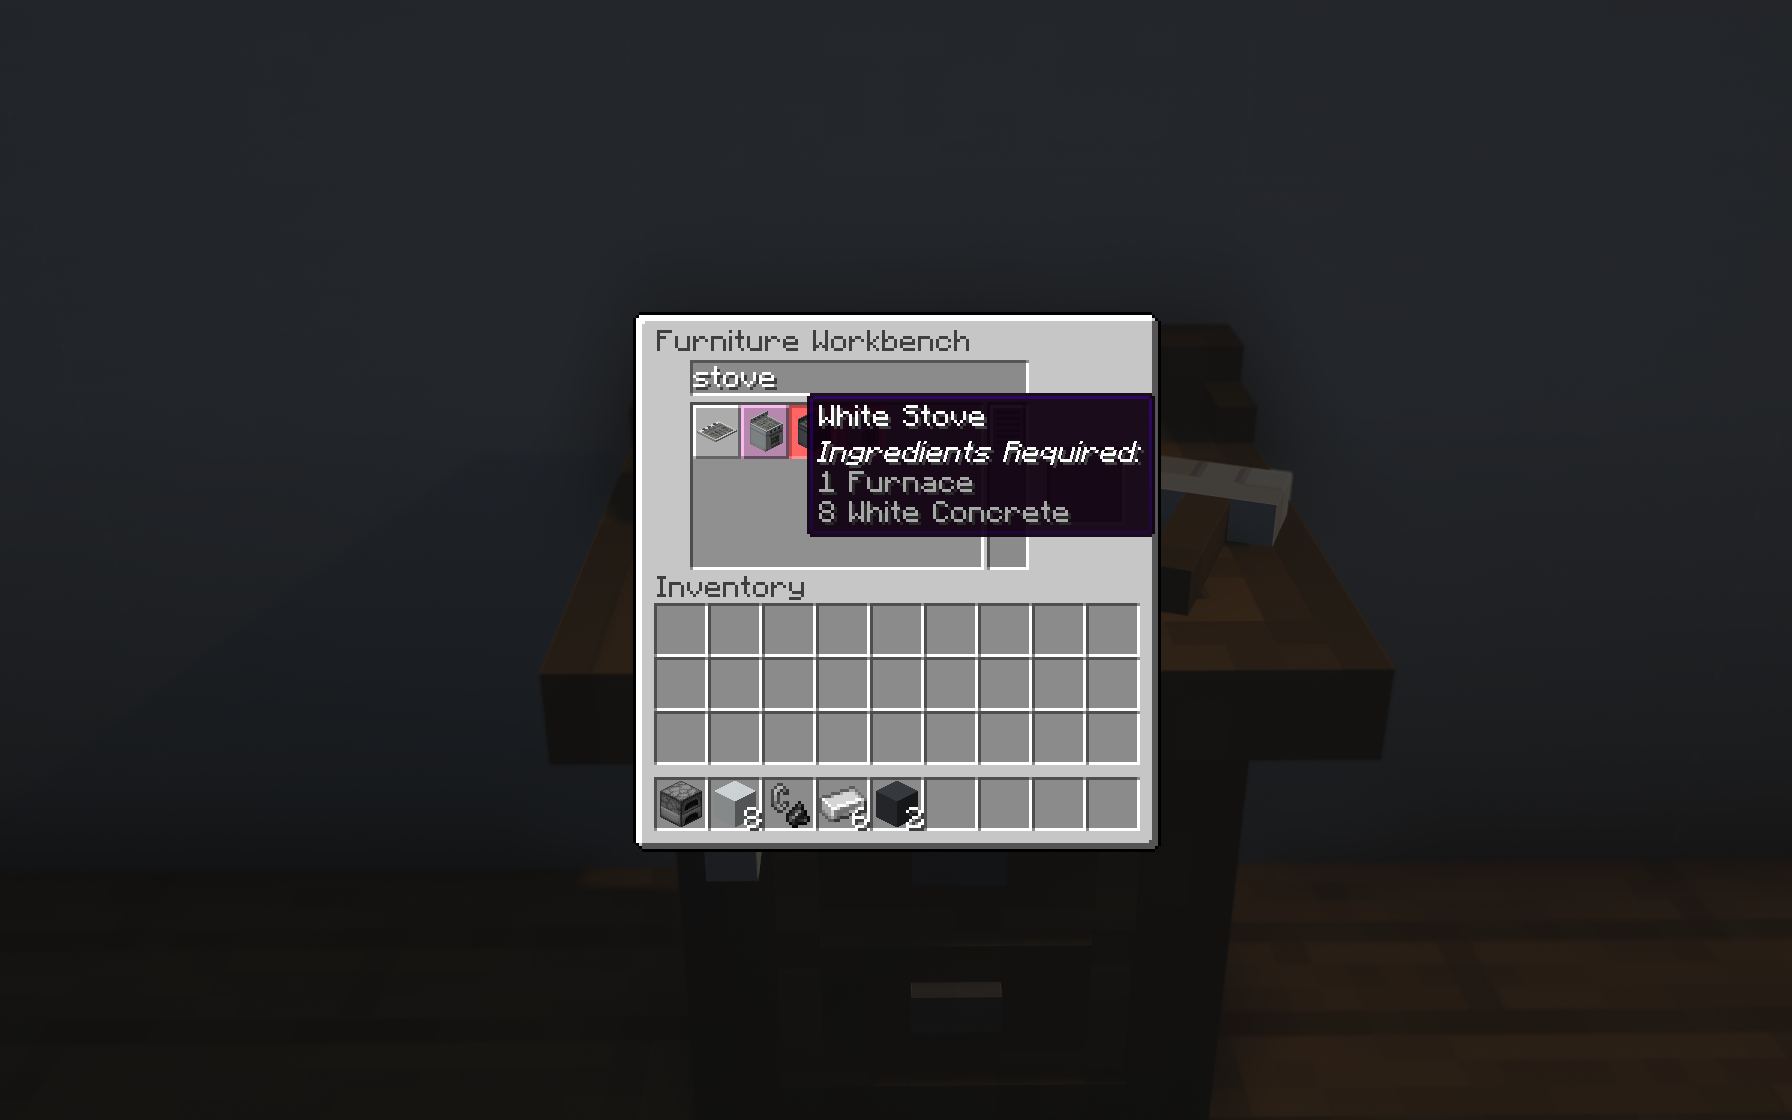 Furniture Workbench
stove
White Stove
Ingredients Required:
1 Furnace
8 White Concrete
Inventory
8
6
2